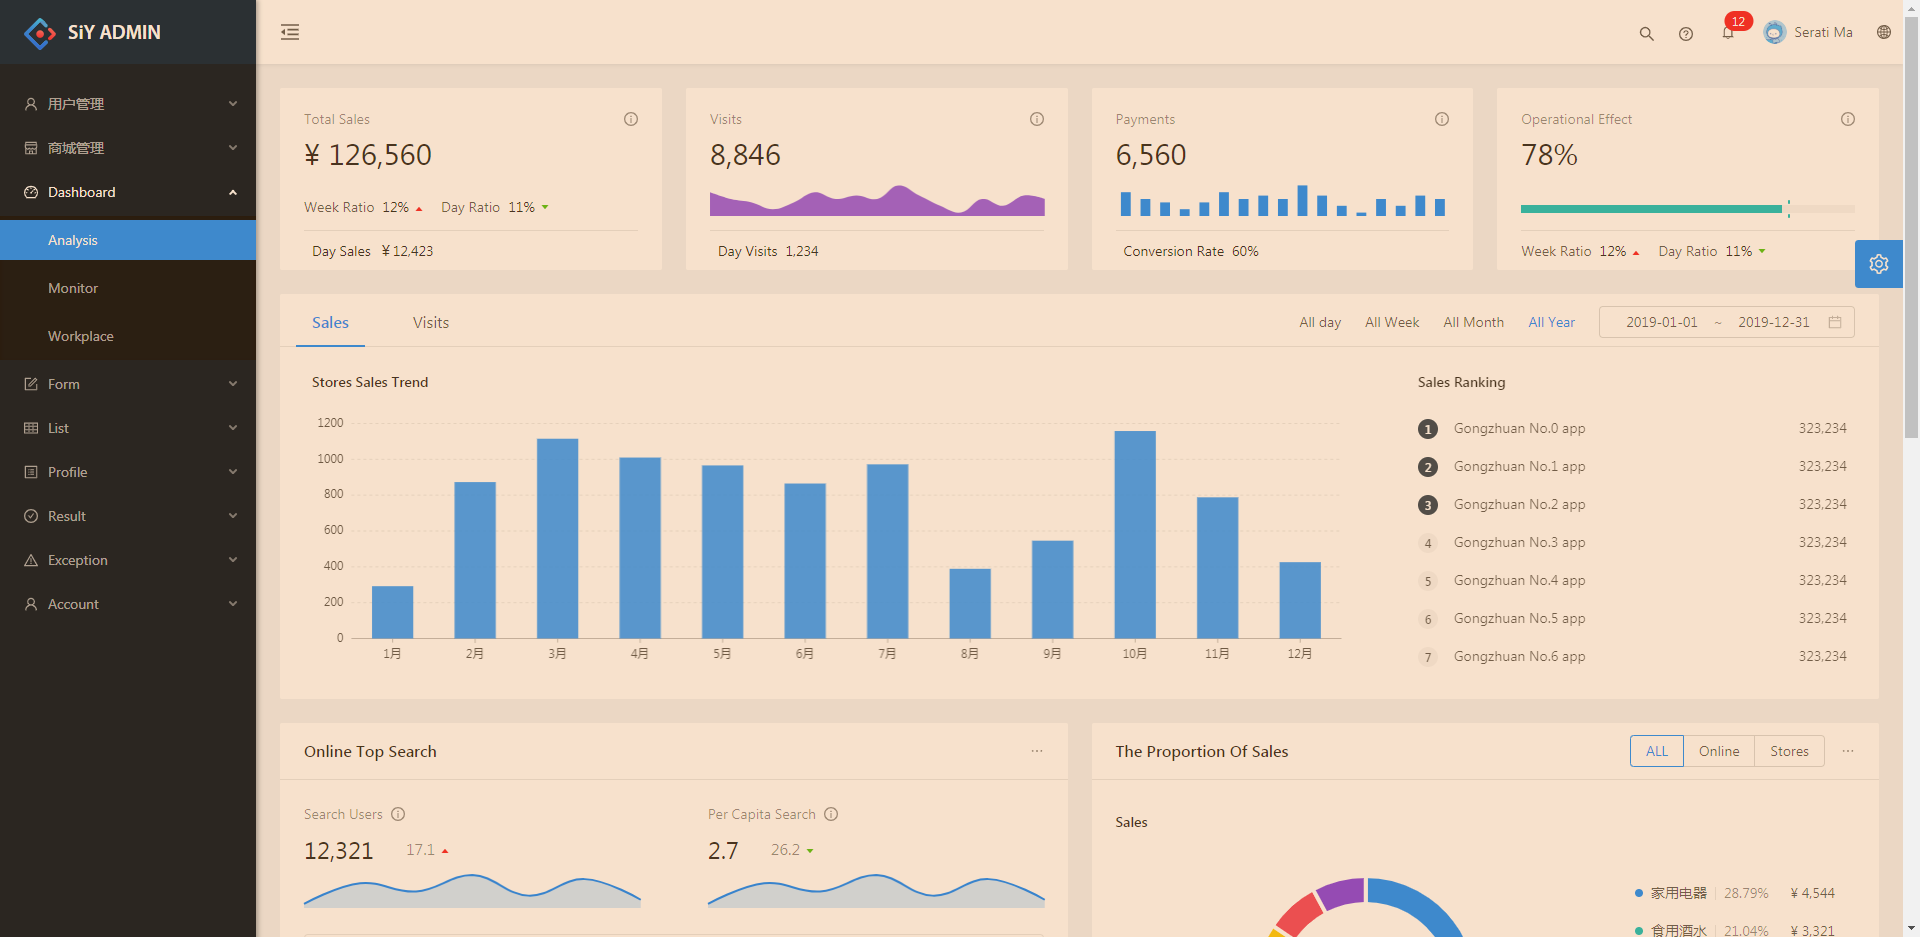 SiY ADMIN
用户管理
商城管理
Dashboard
Analysis
Monitor
Workplace
Form
List
Profile
Result
Exception
Account
12
Serati Ma
Total Sales
¥ 126,560
Week Ratio 12% Day Ratio 11%
Day Sales ¥ 12,423
Visits
8,846
Day Visits 1,234
Payments
6,560
Conversion Rate 60%
Operational Effect
78%
Week Ratio 12% Day Ratio 11%
Sales Visits
All day All Week All Month All Year 2019-01-01 ~ 2019-12-31
Stores Sales Trend
1200
1000
800
600
400
200
0
1月 2月 3月 4月 5月 6月 7月 8月 9月 10月 11月 12月
Sales Ranking
1 Gongzhuan No.0 app 323,234
2 Gongzhuan No.1 app 323,234
3 Gongzhuan No.2 app 323,234
4 Gongzhuan No.3 app 323,234
5 Gongzhuan No.4 app 323,234
6 Gongzhuan No.5 app 323,234
7 Gongzhuan No.6 app 323,234
Online Top Search
Search Users
12,321 17.1
Per Capita Search
2.7 26.2
The Proportion Of Sales
ALL Online Stores
Sales
家用电器 28.79% ¥ 4,544
食用酒水 21.04% ¥ 3,321